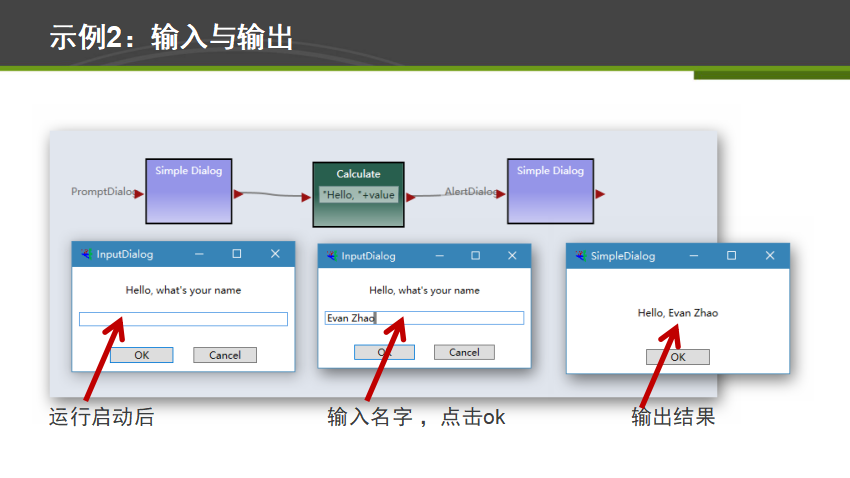 示例2：输入与输出
PromptDialog
Simple Dialog
Calculate
"Hello, "+value
AlertDialog
Simple Dialog
InputDialog
Hello, what's your name
OK
Cancel
InputDialog
Hello, what's your name
Evan Zhao
OK
Cancel
SimpleDialog
Hello, Evan Zhao
OK
运行启动后
输入名字，点击ok
输出结果